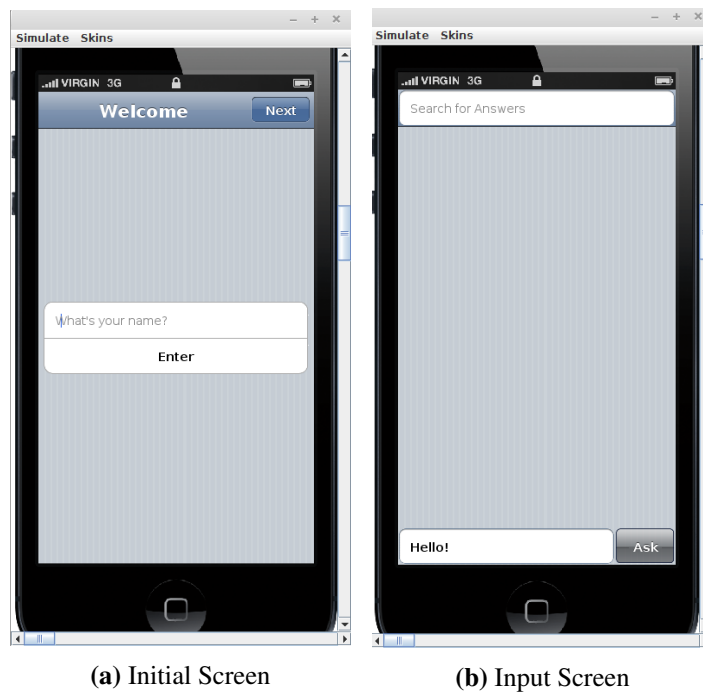 Simulate Skins
VIRGIN 3G
Welcome
Next
What's your name?
Enter
(a) Initial Screen
Simulate Skins
VIRGIN 3G
Search for Answers
Hello!
Ask
(b) Input Screen